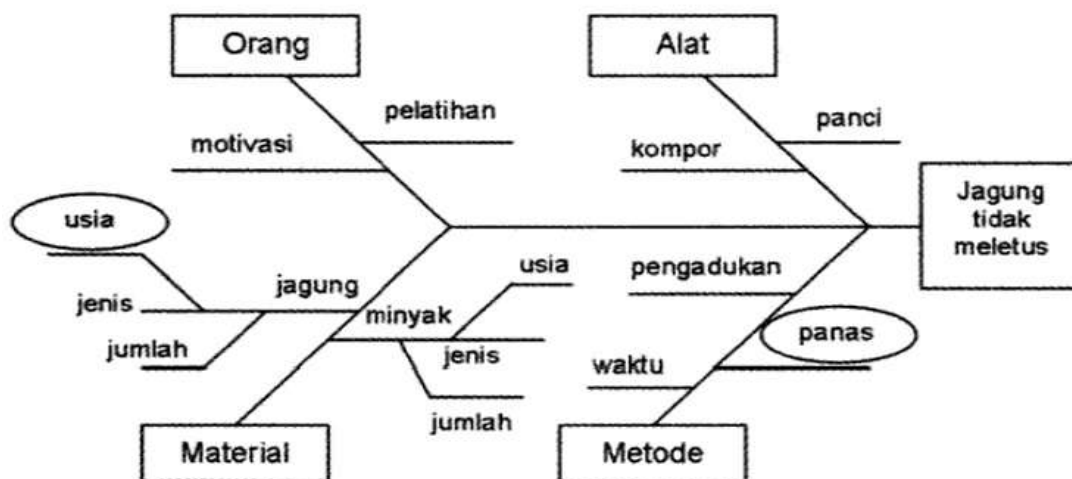 Orang
Alat
pelatihan
panci
motivasi
kompor
Jagung
tidak
meletus
usia
usia
pengadukan
jagung
jenis
minyak
panas
jumlah
jenis
waktu
jumlah
Material
Metode